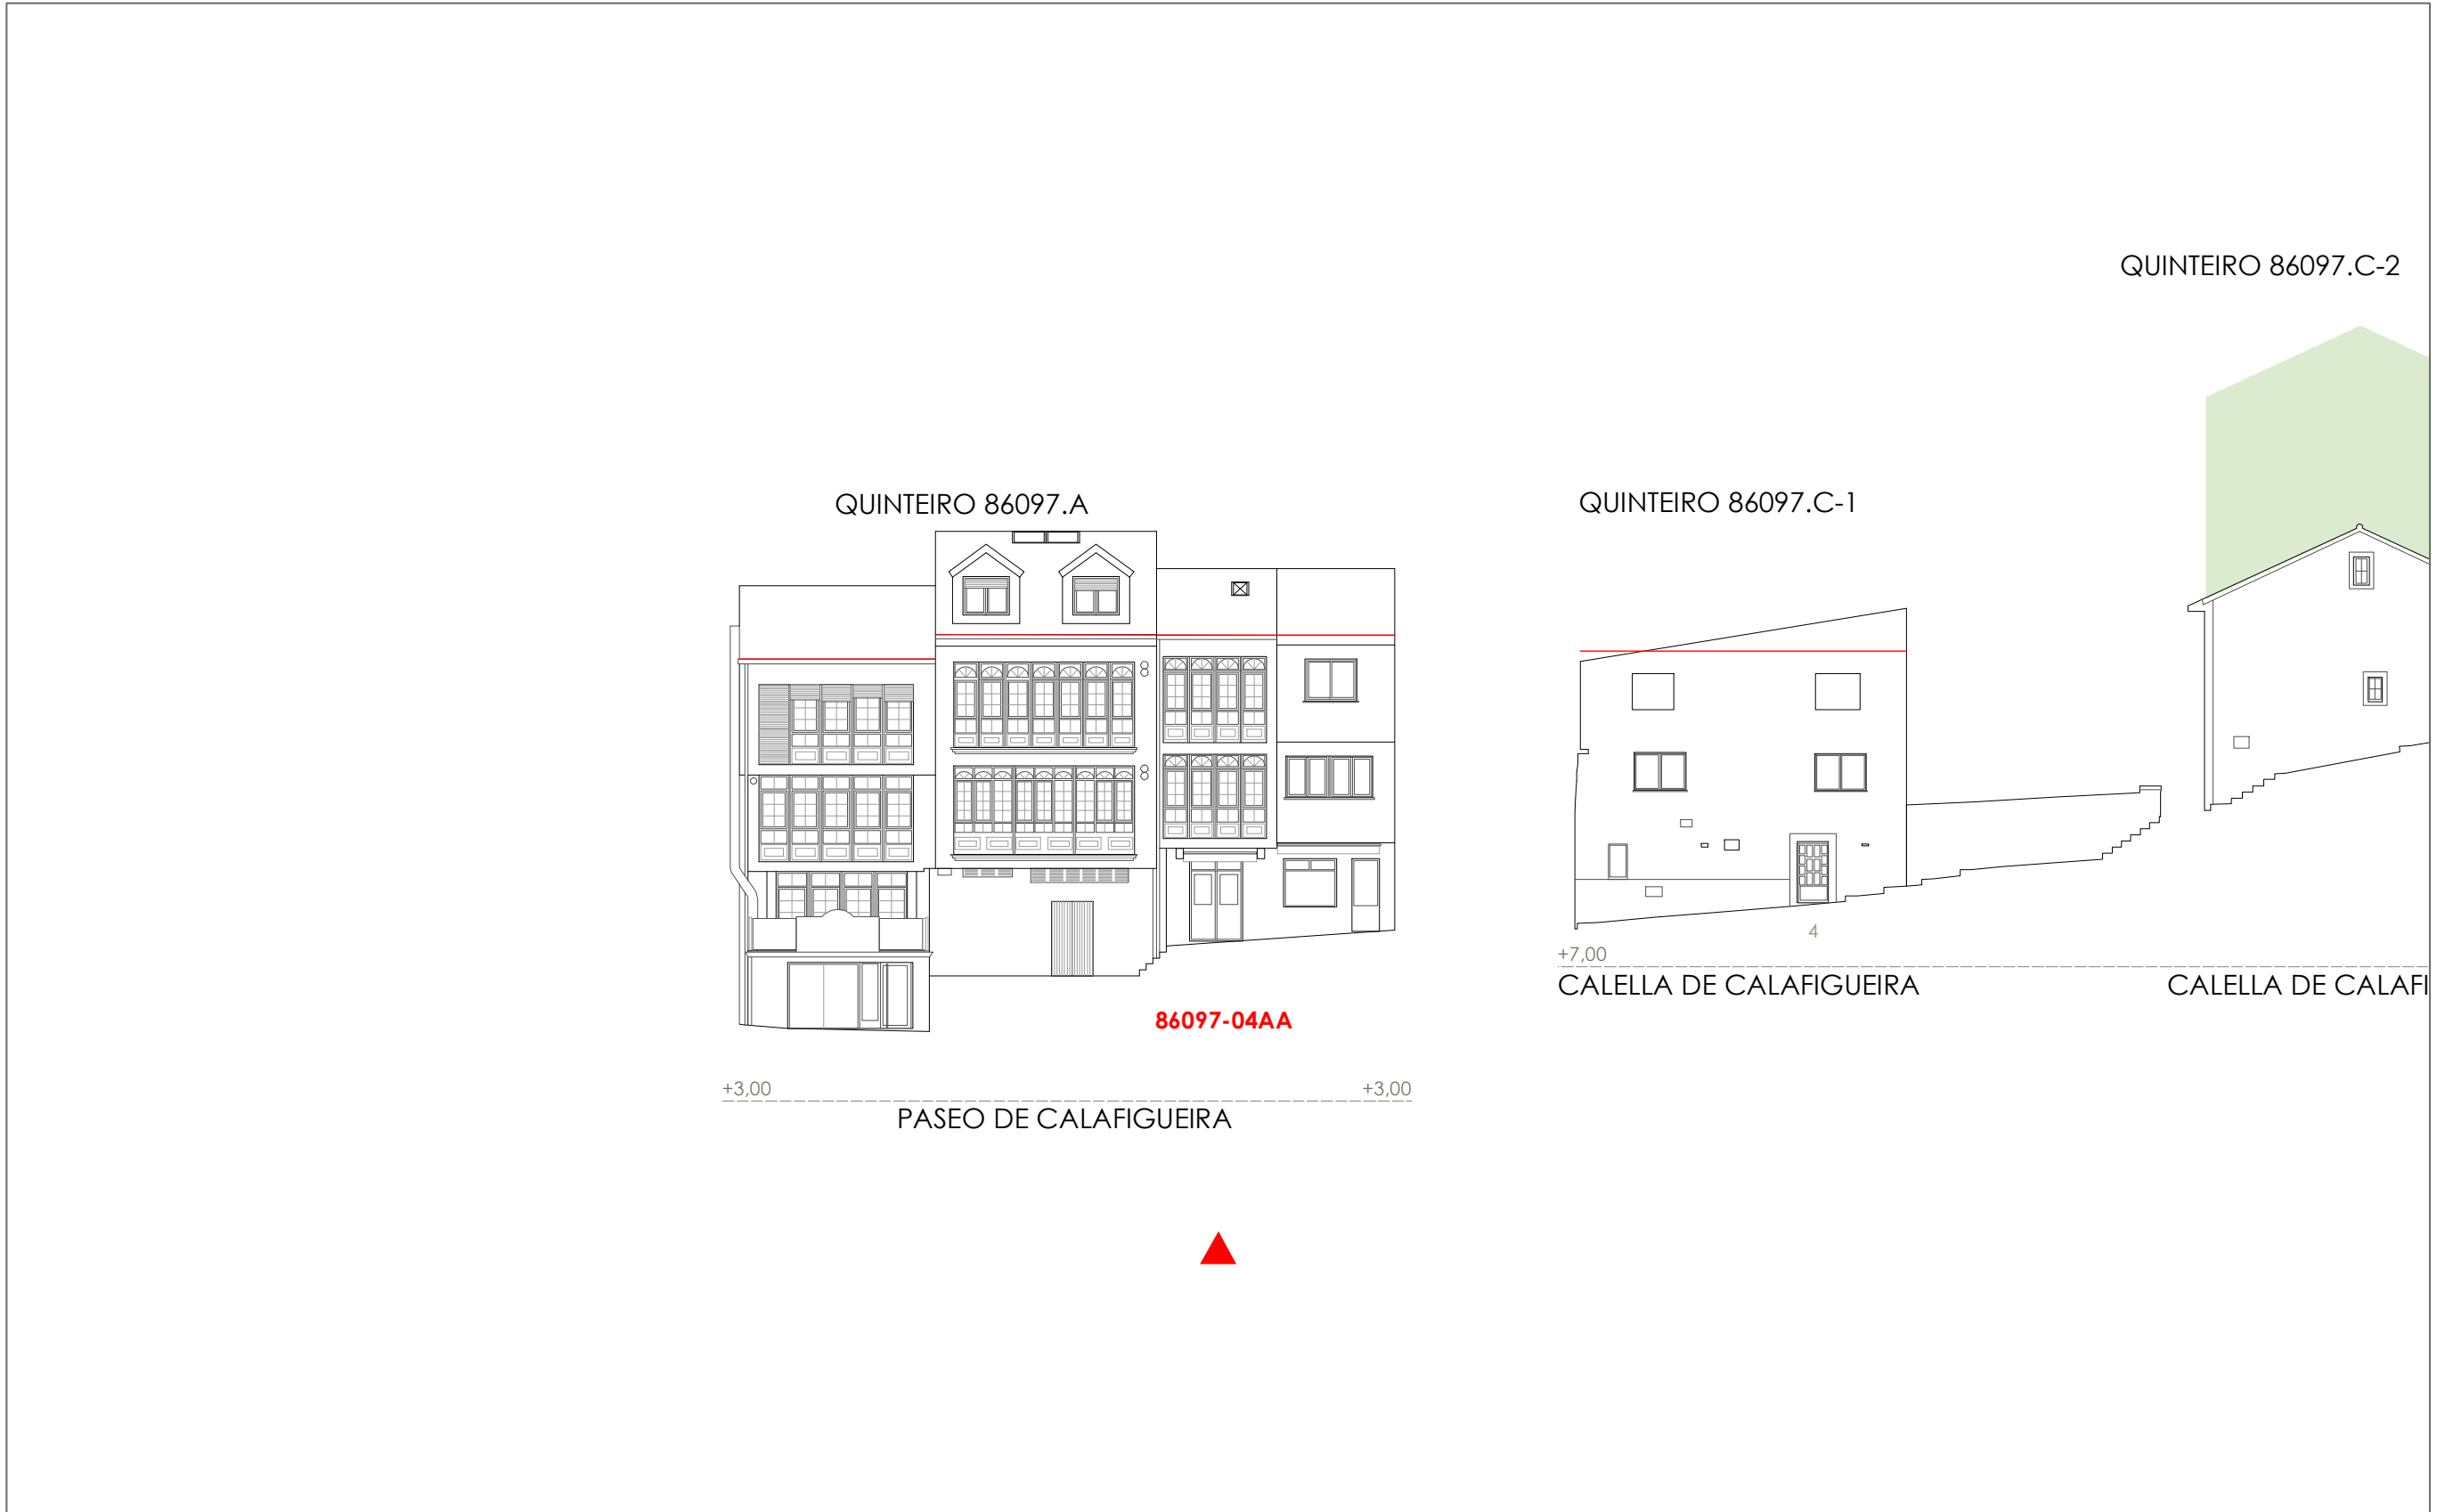 QUINTEIRO 86097.C-2
QUINTEIRO 86097.A
QUINTEIRO 86097.C-1
4
+7,00
CALELLA DE CALAFIGUEIRA
CALELLA DE CALAFI
86097-04AA
+3,00
+3,00
PASEO DE CALAFIGUEIRA